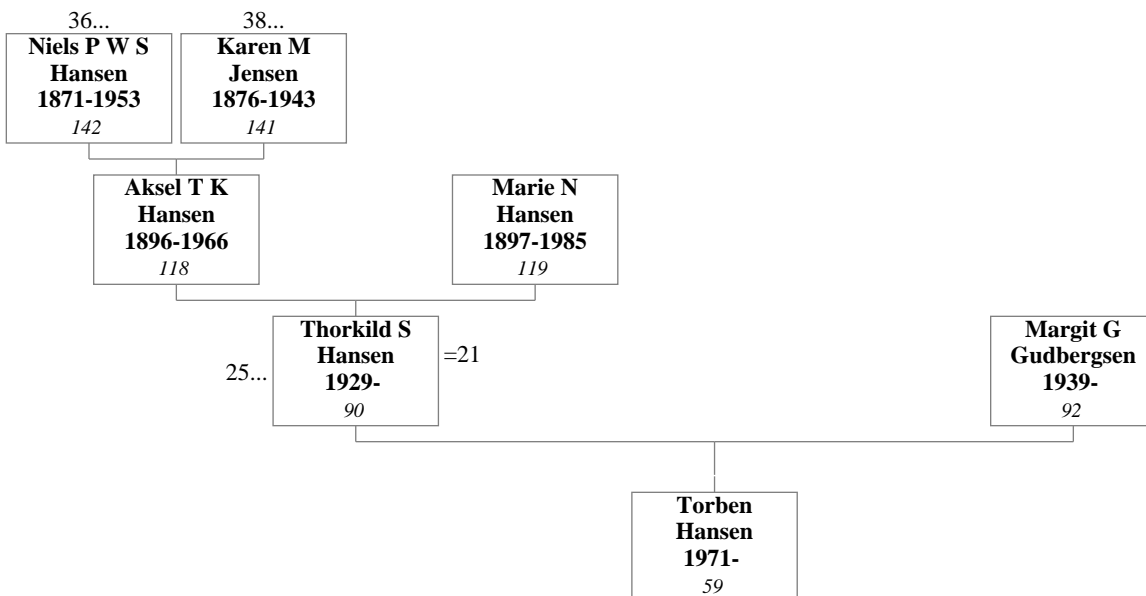 36...
Niels P W S
Hansen
1871-1953
142
38...
Karen M
Jensen
1876-1943
141
Aksel T K
Hansen
1896-1966
118
Marie N
Hansen
1897-1985
119
25...
Thorkild S
Hansen
1929-
90
=21
Margit G
Gudbergsen
1939-
92
Torben
Hansen
1971-
59